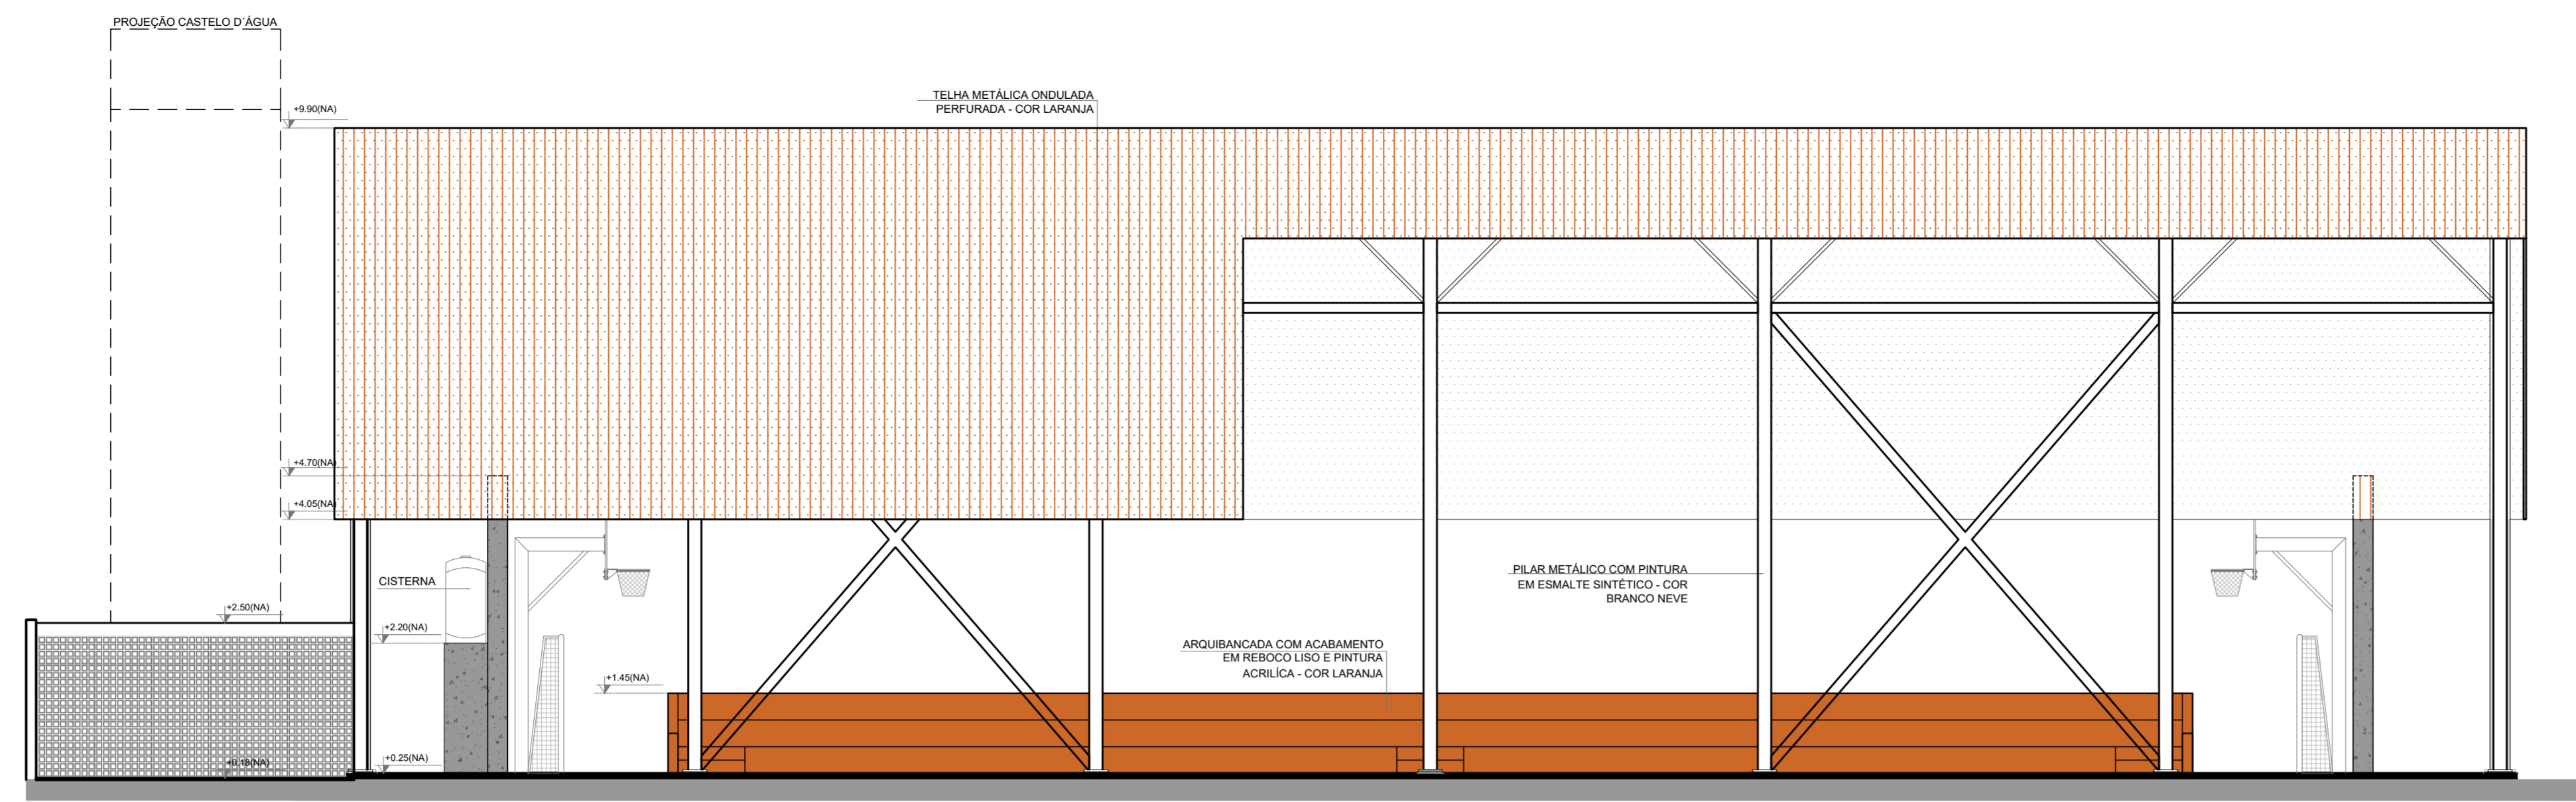 PROJEÇÃO CASTELO D´ÁGUA
TELHA METÁLICA ONDULADA
PERFURADA - COR LARANJA
+9.90(NA)
+4.70(NA)
+4.05(NA)
CISTERNA
+2.50(NA)
+2.20(NA)
PILAR METÁLICO COM PINTURA
EM ESMALTE SINTÉTICO - COR
BRANCO NEVE
ARQUIBANCADA COM ACABAMENTO
EM REBOCO LISO E PINTURA
ACRILÍCA - COR LARANJA
+1.45(NA)
+0.25(NA)
+0.18(NA)